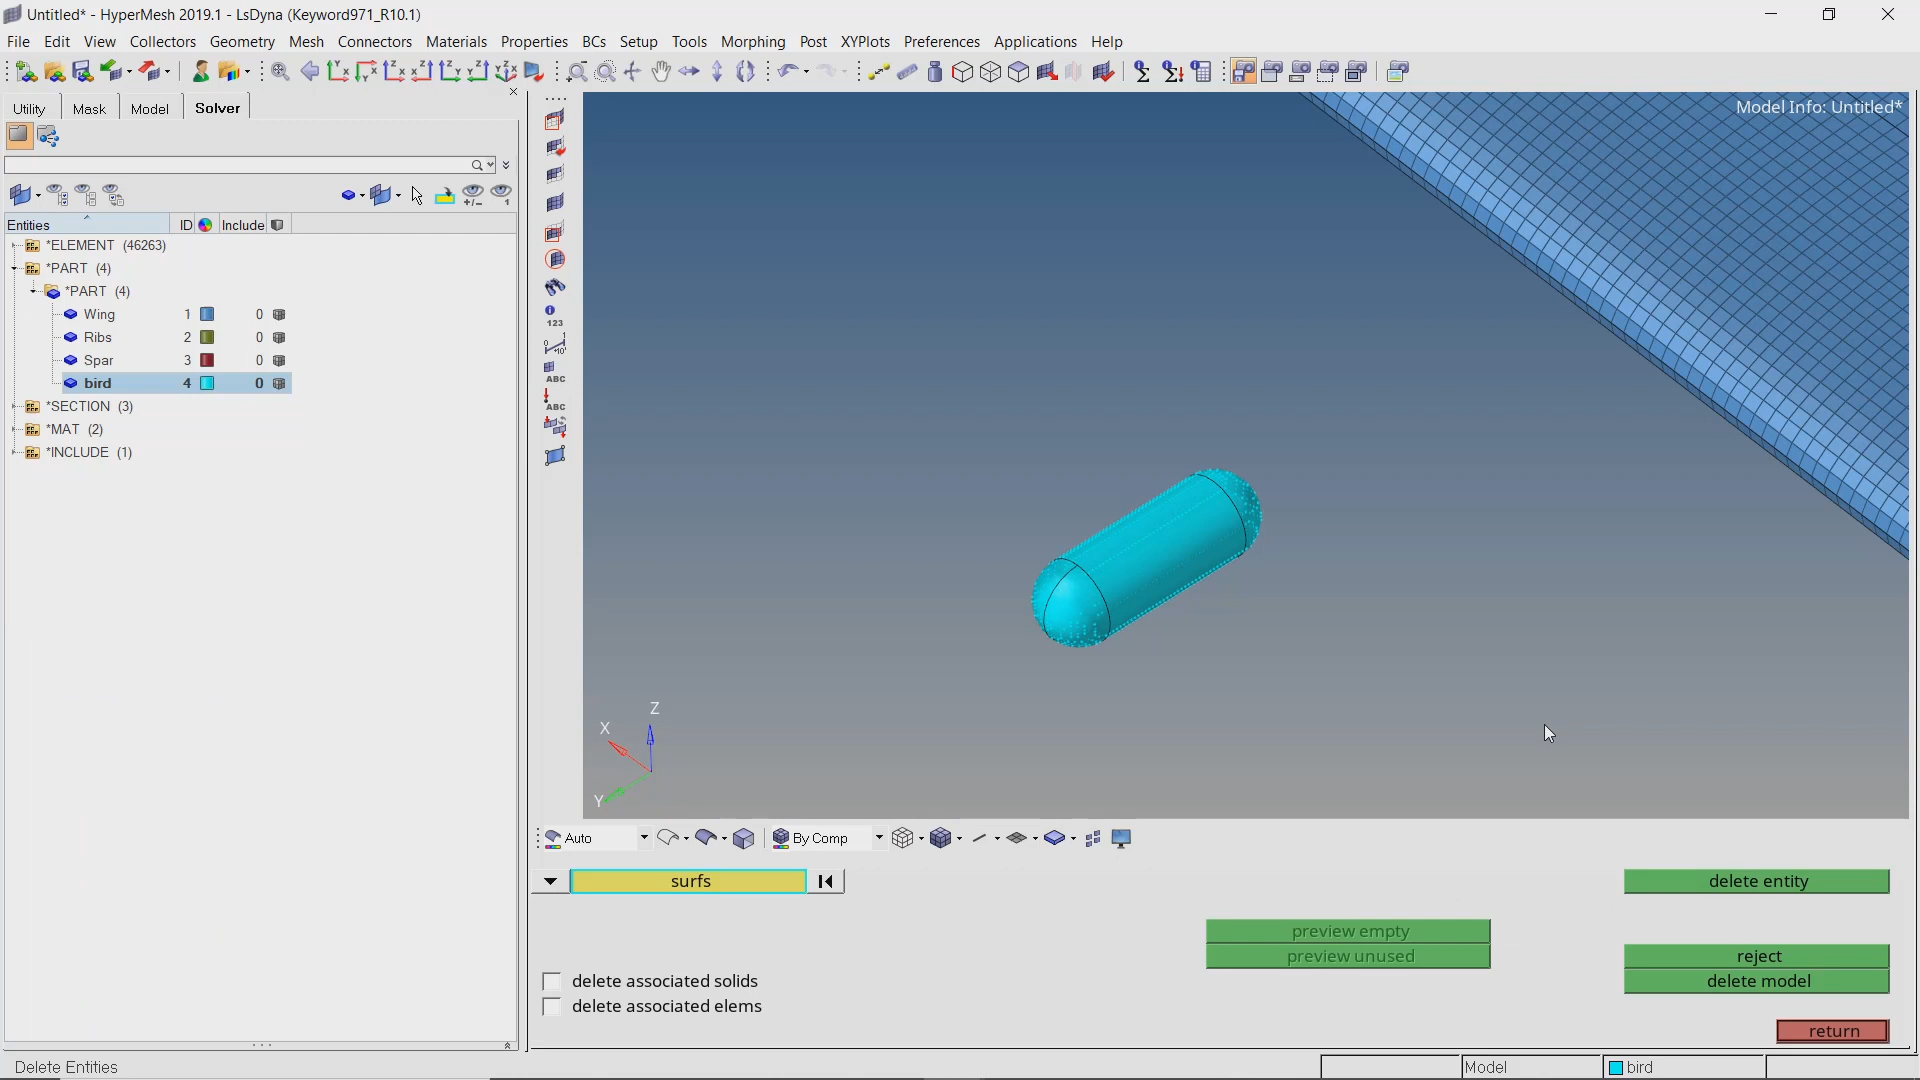 Untitled* - HyperMesh 2019.1 - LsDyna (Keyword971_R10.1)
File Edit View Collectors Geometry Mesh Connectors Materials Properties BCs Setup Tools Morphing Post XYPlots Preferences Applications Help
Utility Mask Model Solver
Entities ID Include
*ELEMENT (46263)
*PART (4)
*PART (4)
Wing 1 0
Ribs 2 0
Spar 3 0
bird 4 0
*SECTION (3)
*MAT (2)
*INCLUDE (1)
123
ABC
ABC
Model Info: Untitled*
Z
X
Y
Auto By Comp
surfs
delete entity
preview empty
preview unused
reject
delete associated solids
delete model
delete associated elems
return
Delete Entities Model bird